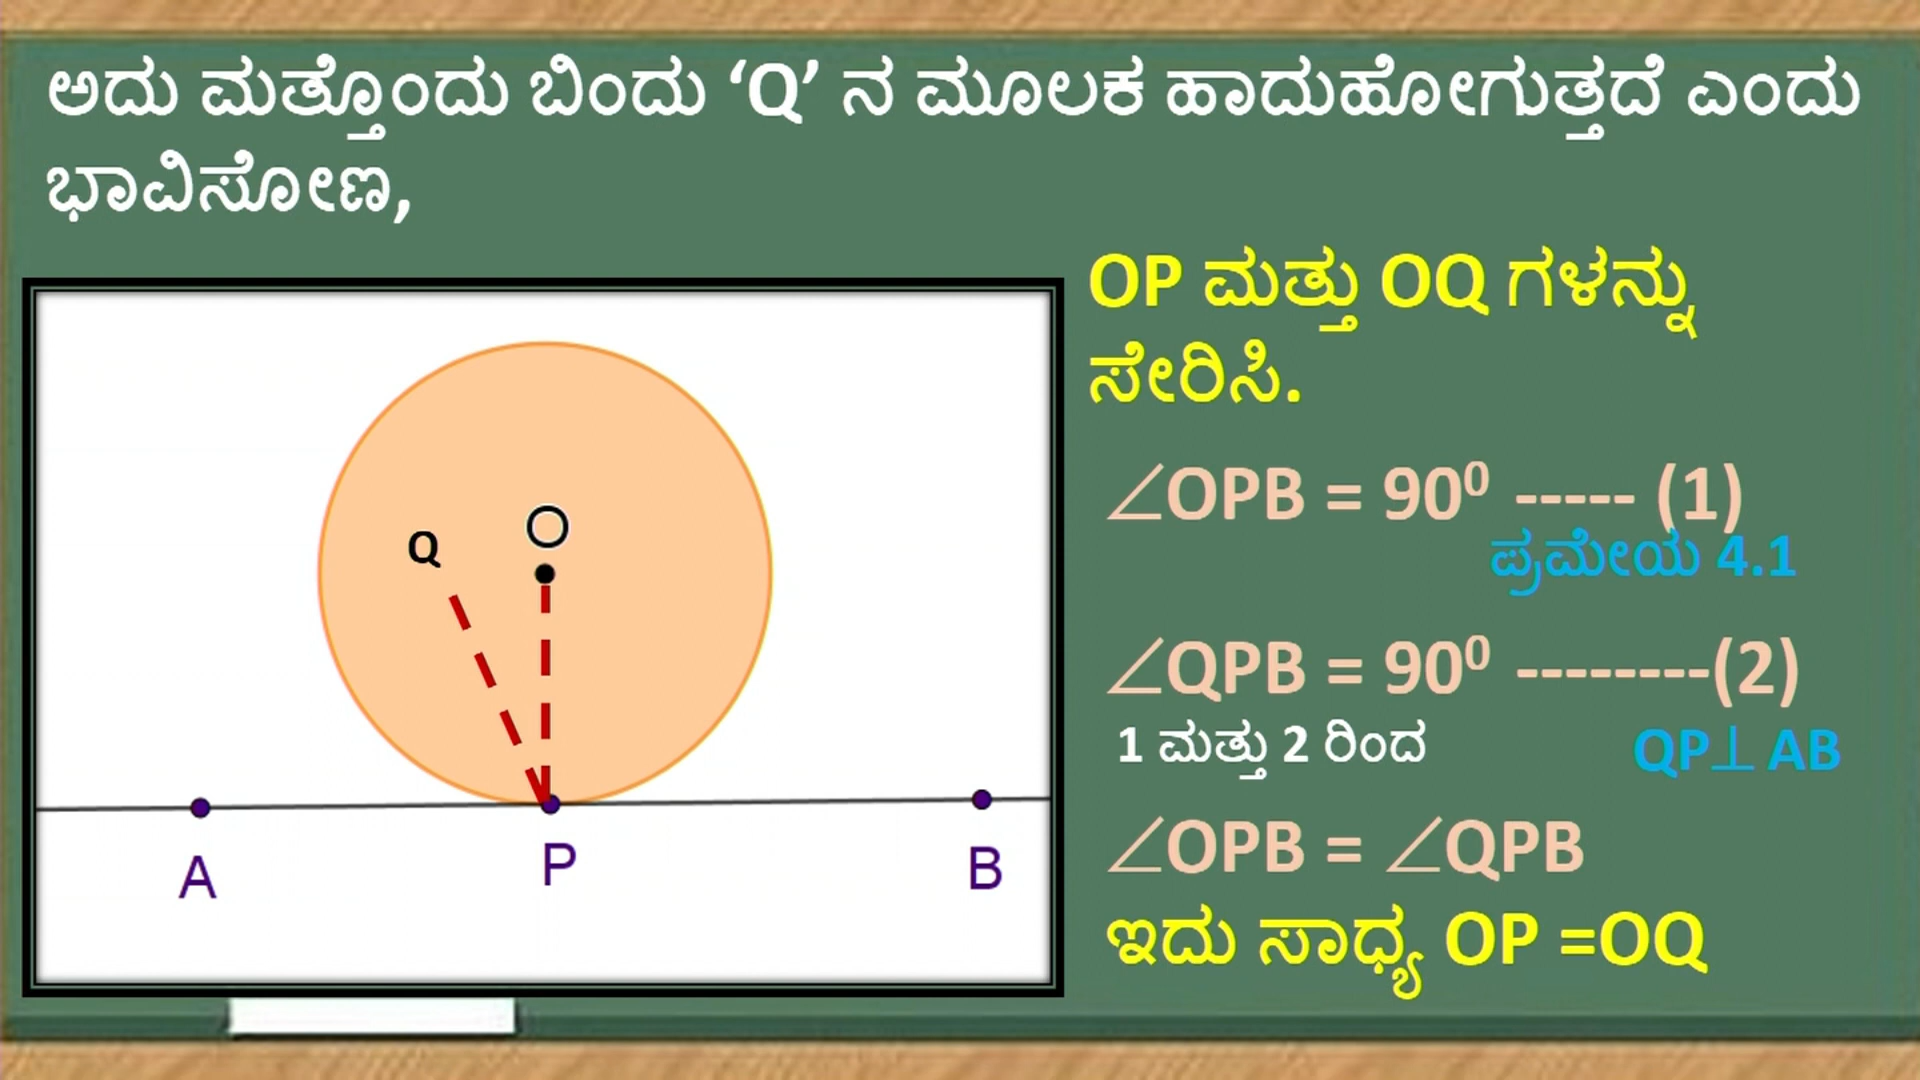 ಅದು ಮತ್ತೊಂದು ಬಿಂದು ‘Q’ ನ ಮೂಲಕ ಹಾದುಹೋಗುತ್ತದೆ ಎಂದು
ಭಾವಿಸೋಣ,
OP ಮತ್ತು OQ ಗಳನ್ನು
ಸೇರಿಸಿ.
∠OPB = 90⁰ ----- (1)
ಪ್ರಮೇಯ 4.1
∠QPB = 90⁰ --------(2)
1 ಮತ್ತು 2 ರಿಂದ
QP⊥AB
∠OPB = ∠QPB
ಇದು ಸಾಧ್ಯ OP =OQ
Q
O
A
P
B